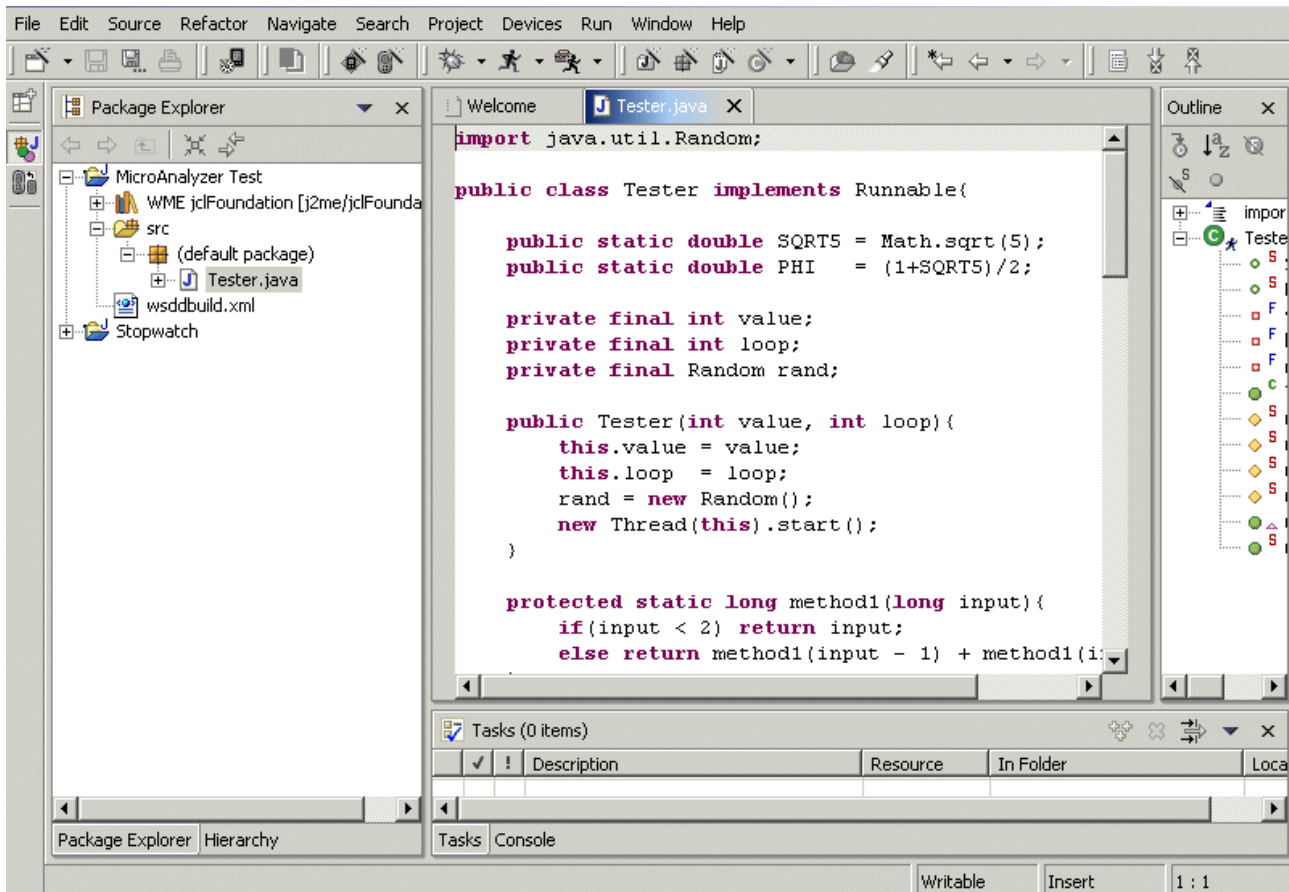 File Edit Source Refactor Navigate Search Project Devices Run Window Help
Package Explorer
MicroAnalyzer Test
WME jclFoundation [j2me/jclFounda
src
(default package)
Tester.java
wsddbuild.xml
Stopwatch
Package Explorer Hierarchy
Welcome Tester.java
import java.util.Random;
public class Tester implements Runnable{
public static double SQRT5 = Math.sqrt(5);
public static double PHI = (1+SQRT5)/2;
private final int value;
private final int loop;
private final Random rand;
public Tester(int value, int loop){
this.value = value;
this.loop = loop;
rand = new Random();
new Thread(this).start();
}
protected static long method1(long input){
if(input < 2) return input;
else return method1(input - 1) + method1(i
Outline
impor
Teste
Tasks (0 items)
! Description Resource In Folder Loca
Tasks Console
Writable Insert 1 : 1